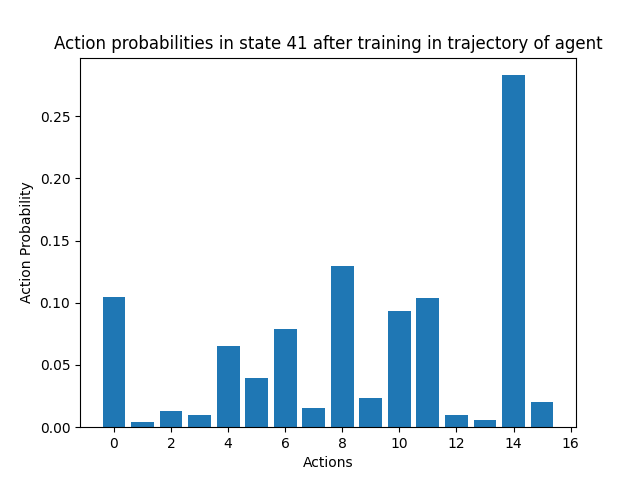 Action probabilities in state 41 after training in trajectory of agent
0.25
0.20
0.15
0.10
0.05
0.00
Action Probability
0 2 4 6 8 10 12 14 16
Actions